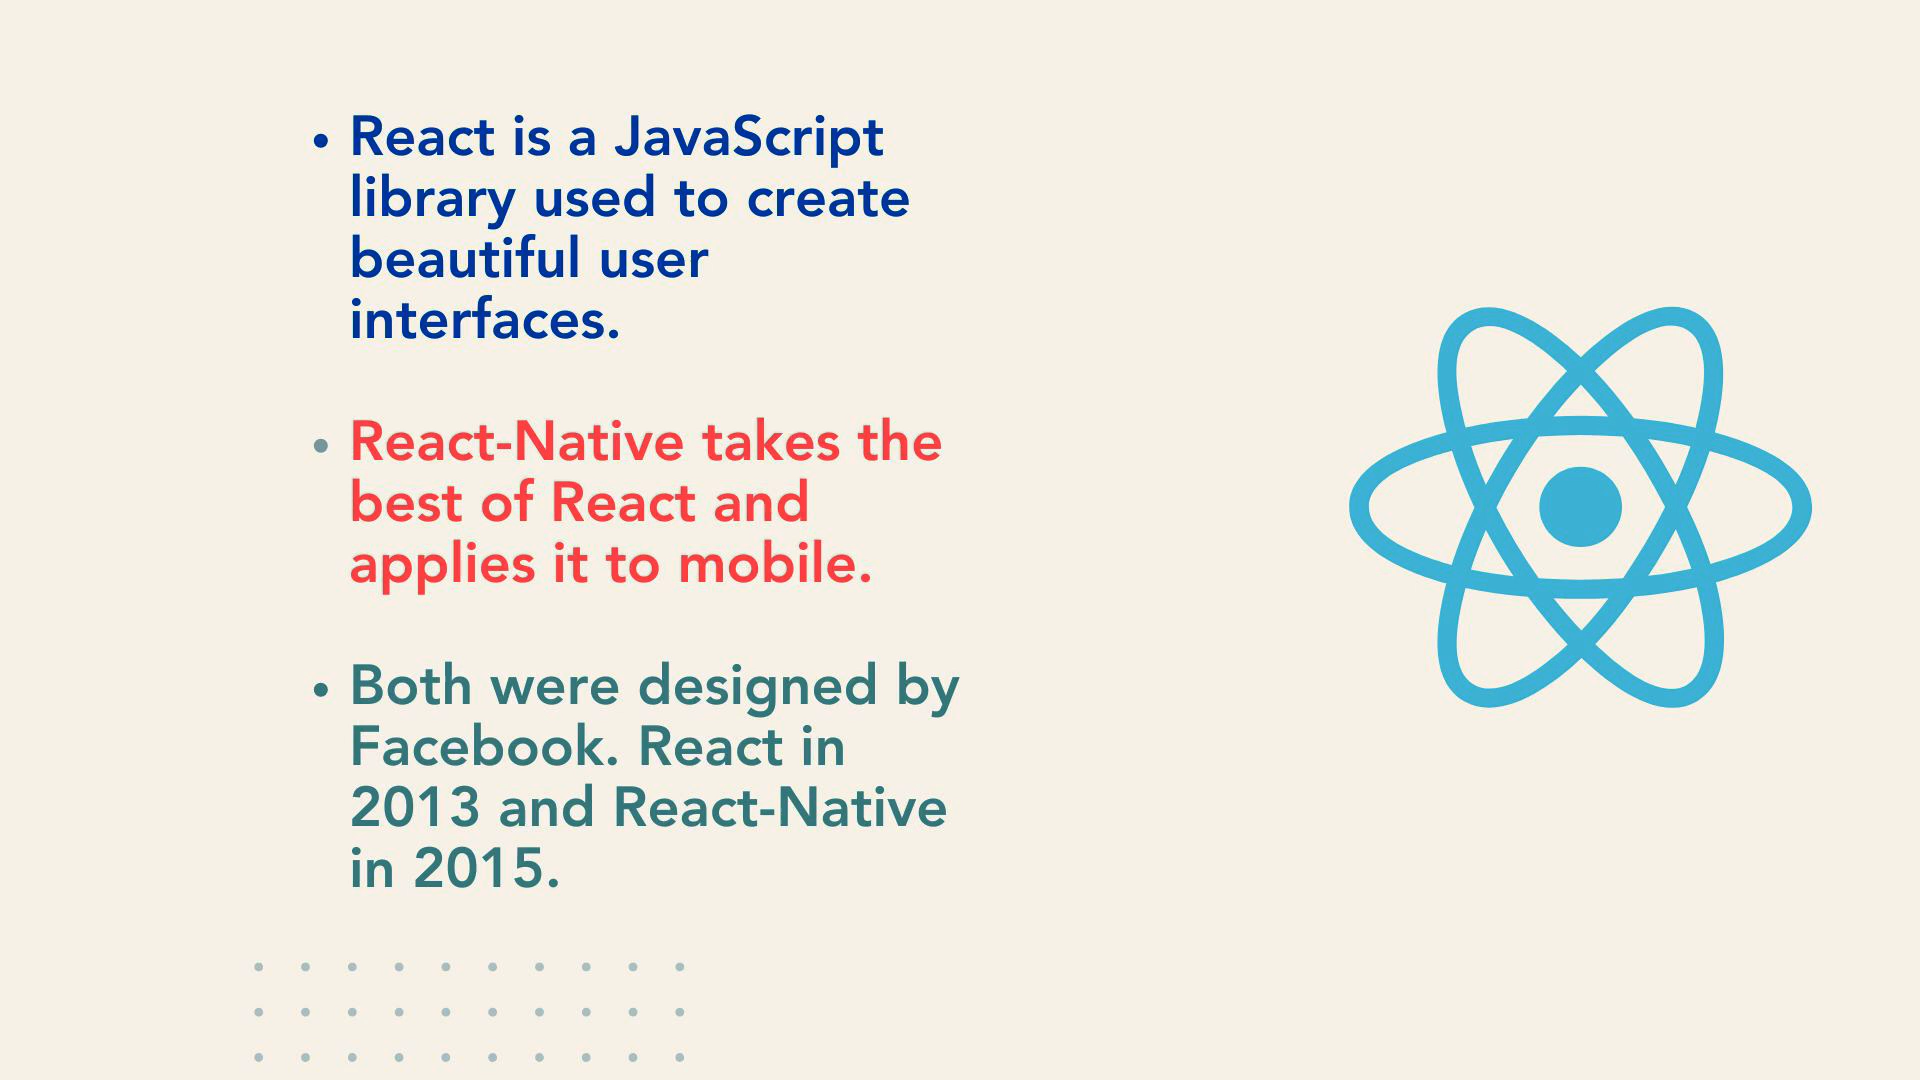 • React is a JavaScript
library used to create
beautiful user
interfaces.
• React-Native takes the
best of React and
applies it to mobile.
• Both were designed by
Facebook. React in
2013 and React-Native
in 2015.